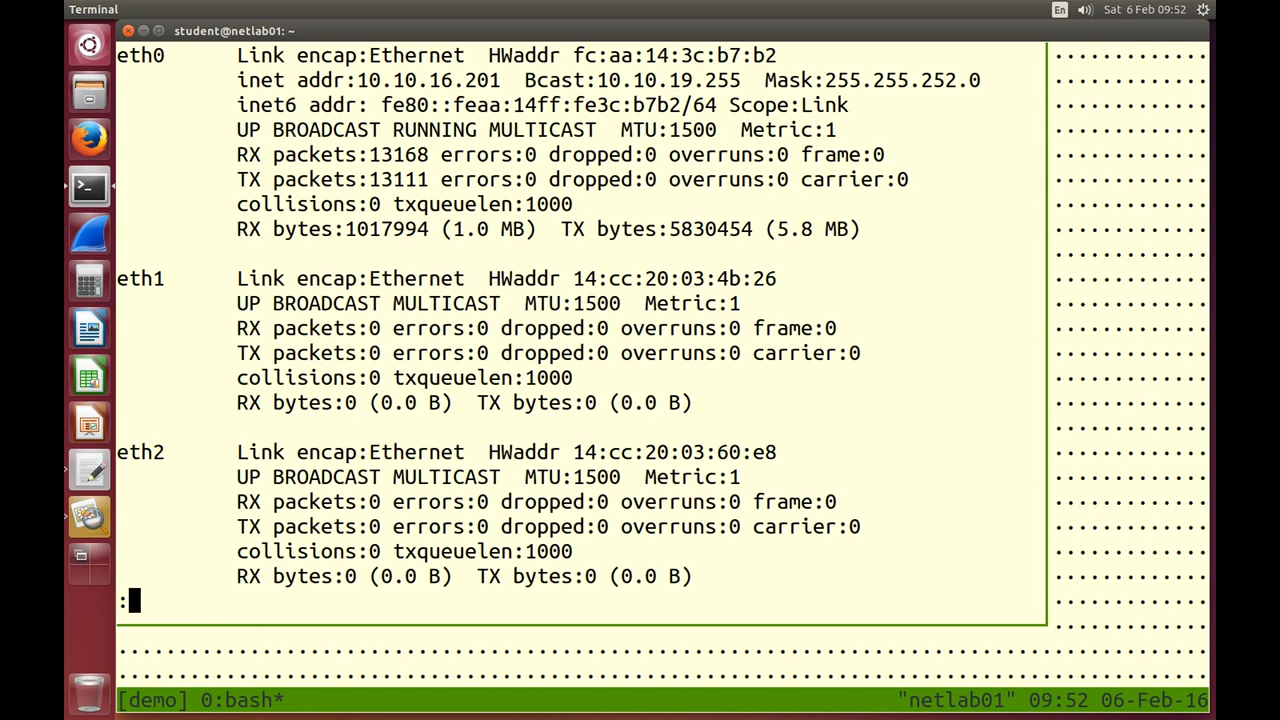 Terminal
En
Sat 6 Feb 09:52
student@netlab01: ~
eth0 Link encap:Ethernet HWaddr fc:aa:14:3c:b7:b2
inet addr:10.10.16.201 Bcast:10.10.19.255 Mask:255.255.252.0
inet6 addr: fe80::feaa:14ff:fe3c:b7b2/64 Scope:Link
UP BROADCAST RUNNING MULTICAST MTU:1500 Metric:1
RX packets:13168 errors:0 dropped:0 overruns:0 frame:0
TX packets:13111 errors:0 dropped:0 overruns:0 carrier:0
collisions:0 txqueuelen:1000
RX bytes:1017994 (1.0 MB) TX bytes:5830454 (5.8 MB)
eth1 Link encap:Ethernet HWaddr 14:cc:20:03:4b:26
UP BROADCAST MULTICAST MTU:1500 Metric:1
RX packets:0 errors:0 dropped:0 overruns:0 frame:0
TX packets:0 errors:0 dropped:0 overruns:0 carrier:0
collisions:0 txqueuelen:1000
RX bytes:0 (0.0 B) TX bytes:0 (0.0 B)
eth2 Link encap:Ethernet HWaddr 14:cc:20:03:60:e8
UP BROADCAST MULTICAST MTU:1500 Metric:1
RX packets:0 errors:0 dropped:0 overruns:0 frame:0
TX packets:0 errors:0 dropped:0 overruns:0 carrier:0
collisions:0 txqueuelen:1000
RX bytes:0 (0.0 B) TX bytes:0 (0.0 B)
:
[demo] 0:bash* "netlab01" 09:52 06-Feb-16